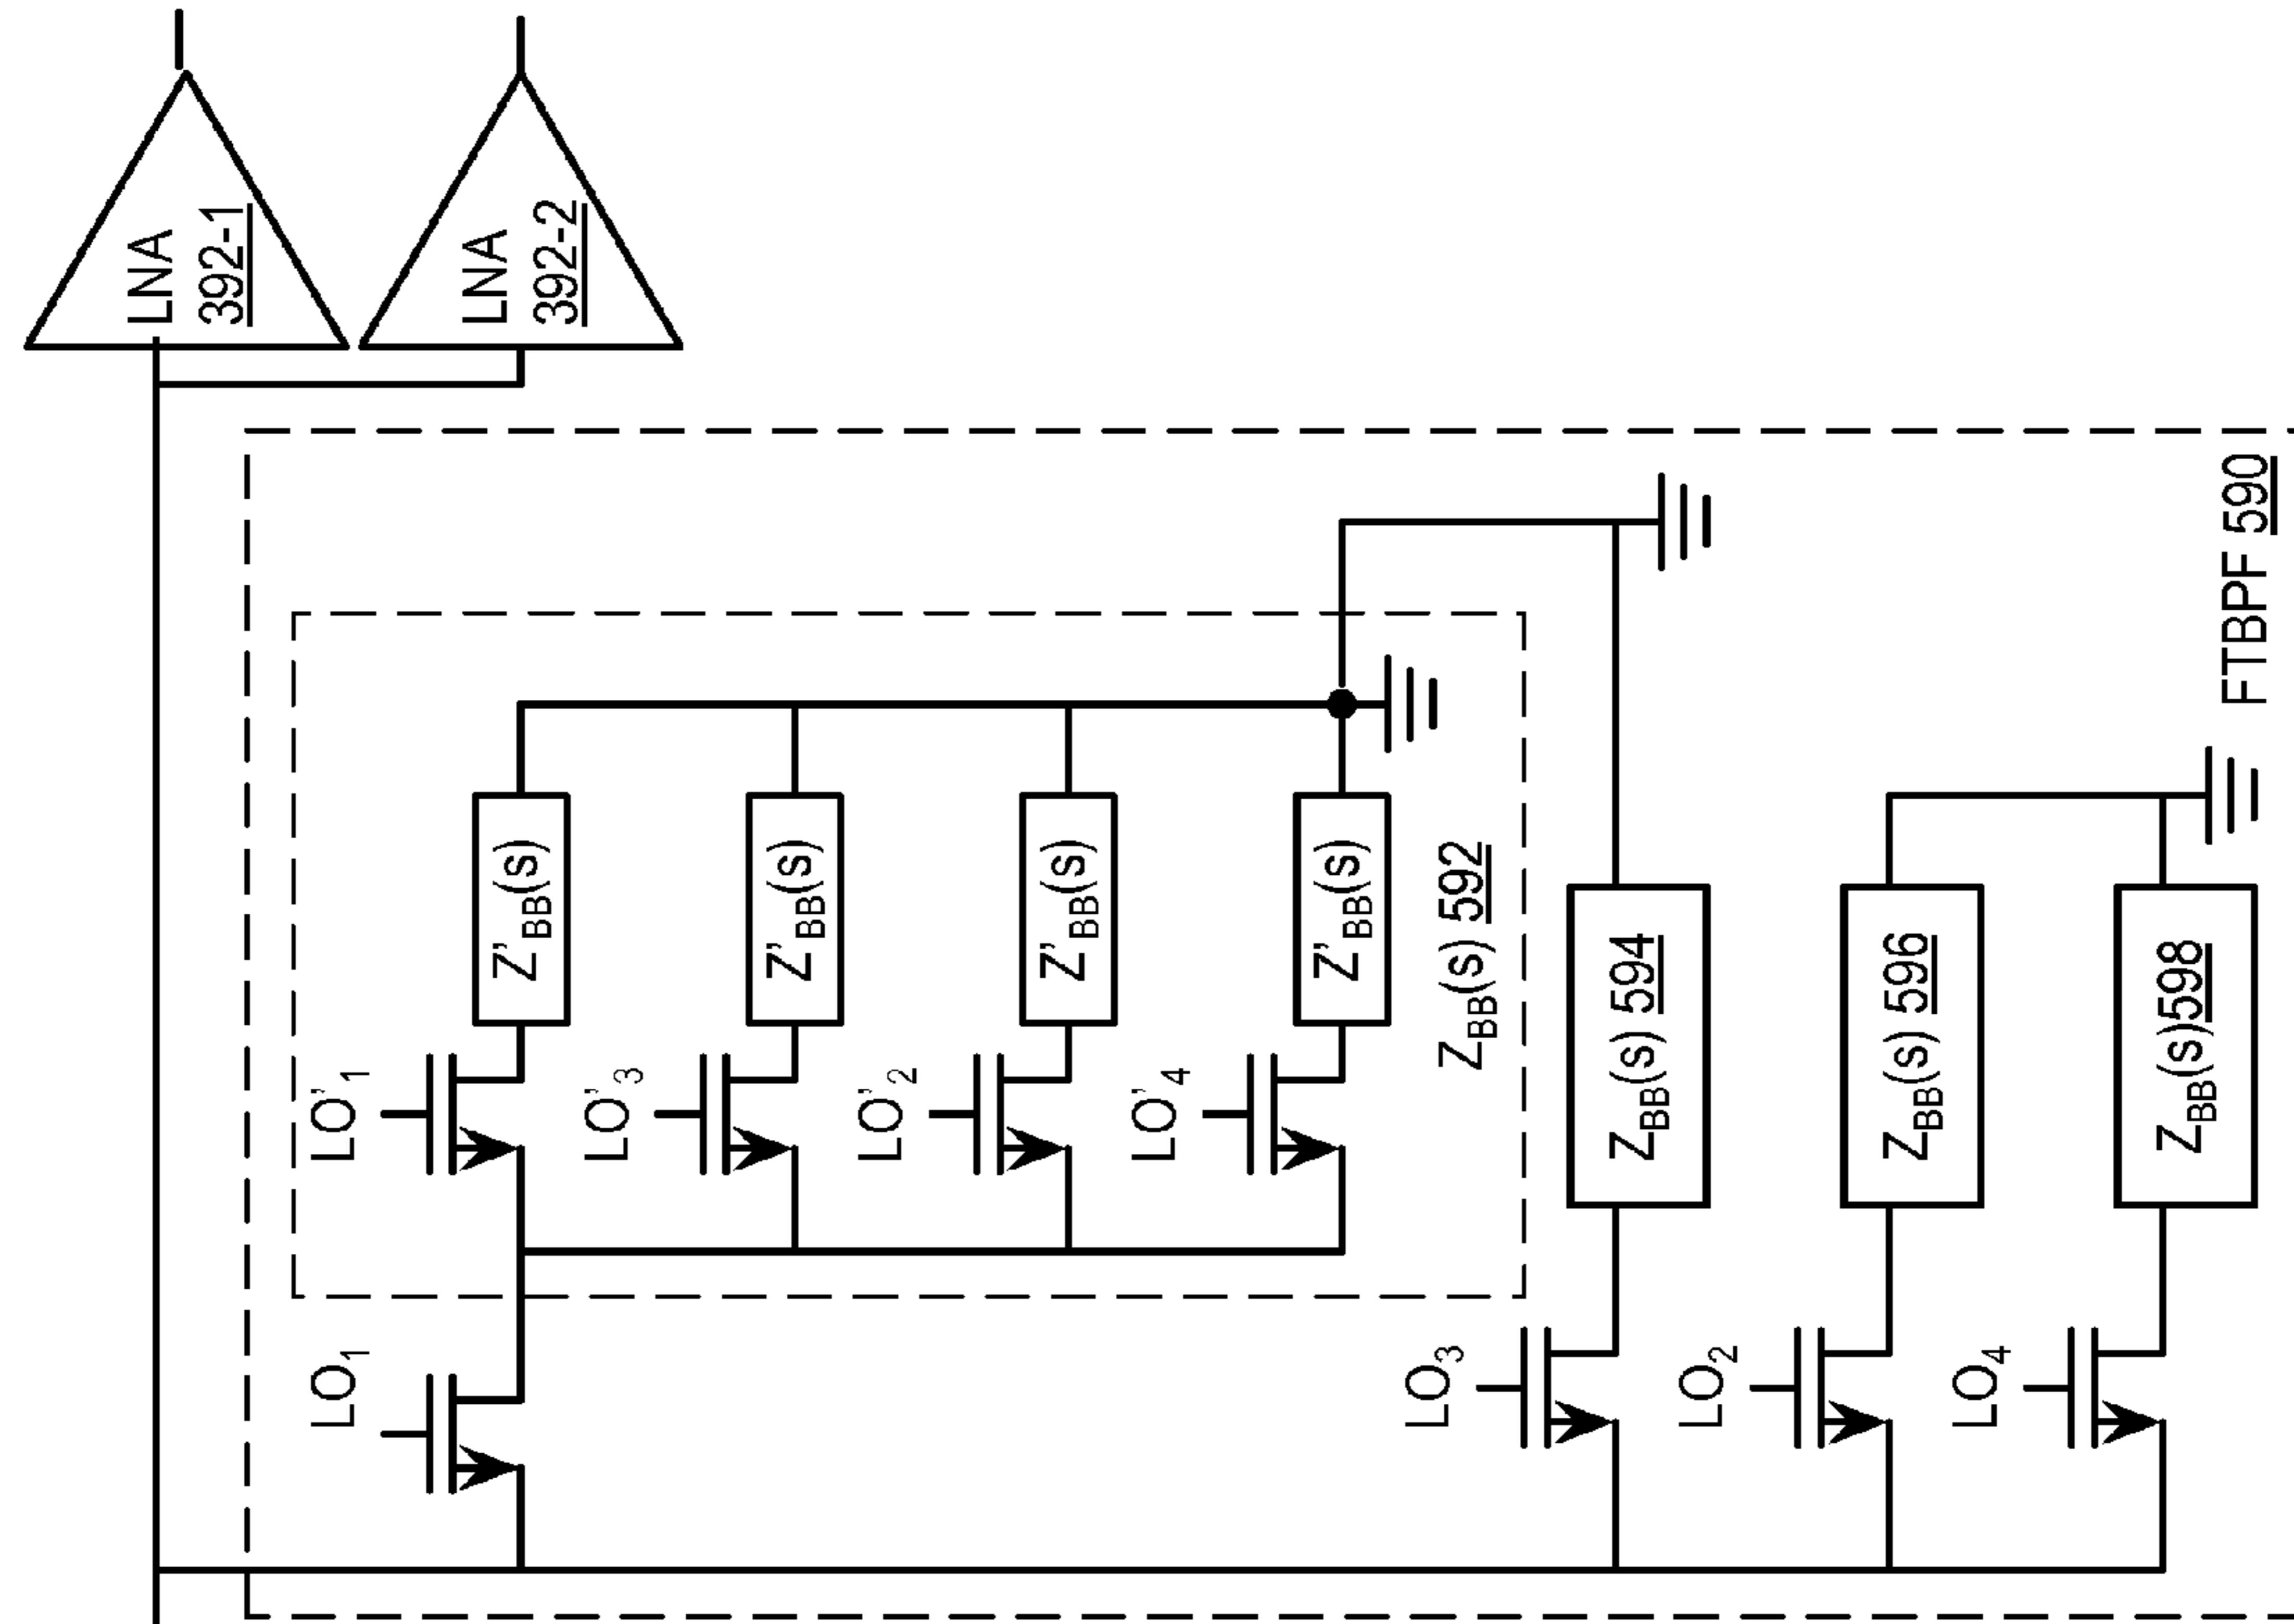 LNA
392-1
LNA
392-2
LO'1
Z'BB(s)
LO'3
Z'BB(s)
LO'2
Z'BB(s)
LO'4
Z'BB(s)
ZBB(s) 592
LO1
LO3
ZBB(s) 594
LO2
ZBB(s) 596
LO4
ZBB(s)598
FTBPF 590